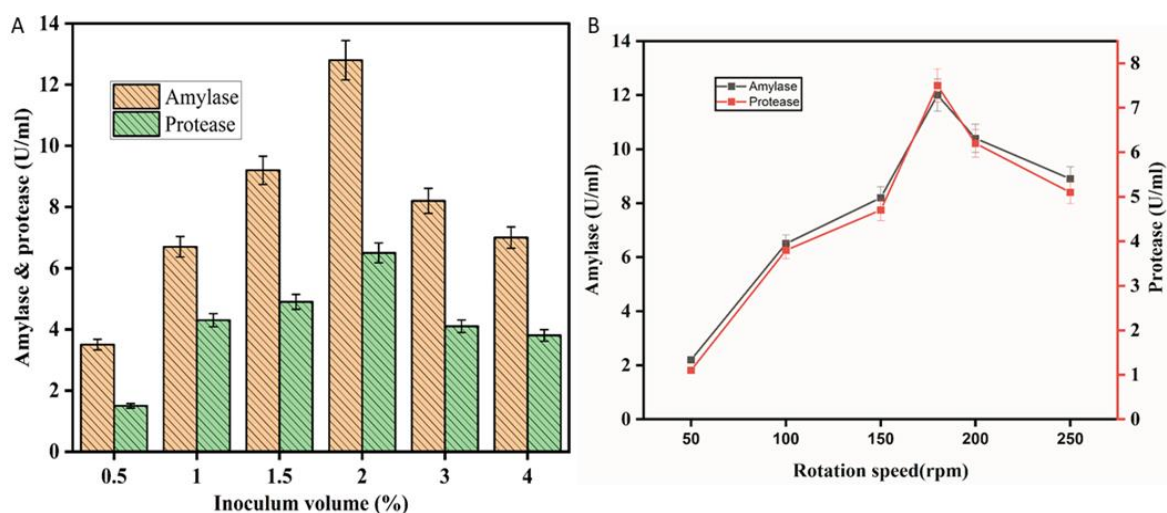 A
14
12
10
8
6
4
2
0
Amylase & protease (U/ml)
Amylase
Protease
0.5 1 1.5 2 3 4
Inoculum volume (%)
B
14
12
10
8
6
4
2
0
Amylase (U/ml)
Amylase
Protease
50 100 150 200 250
Rotation speed(rpm)
8
7
6
5
4
3
2
1
0
Protease (U/ml)